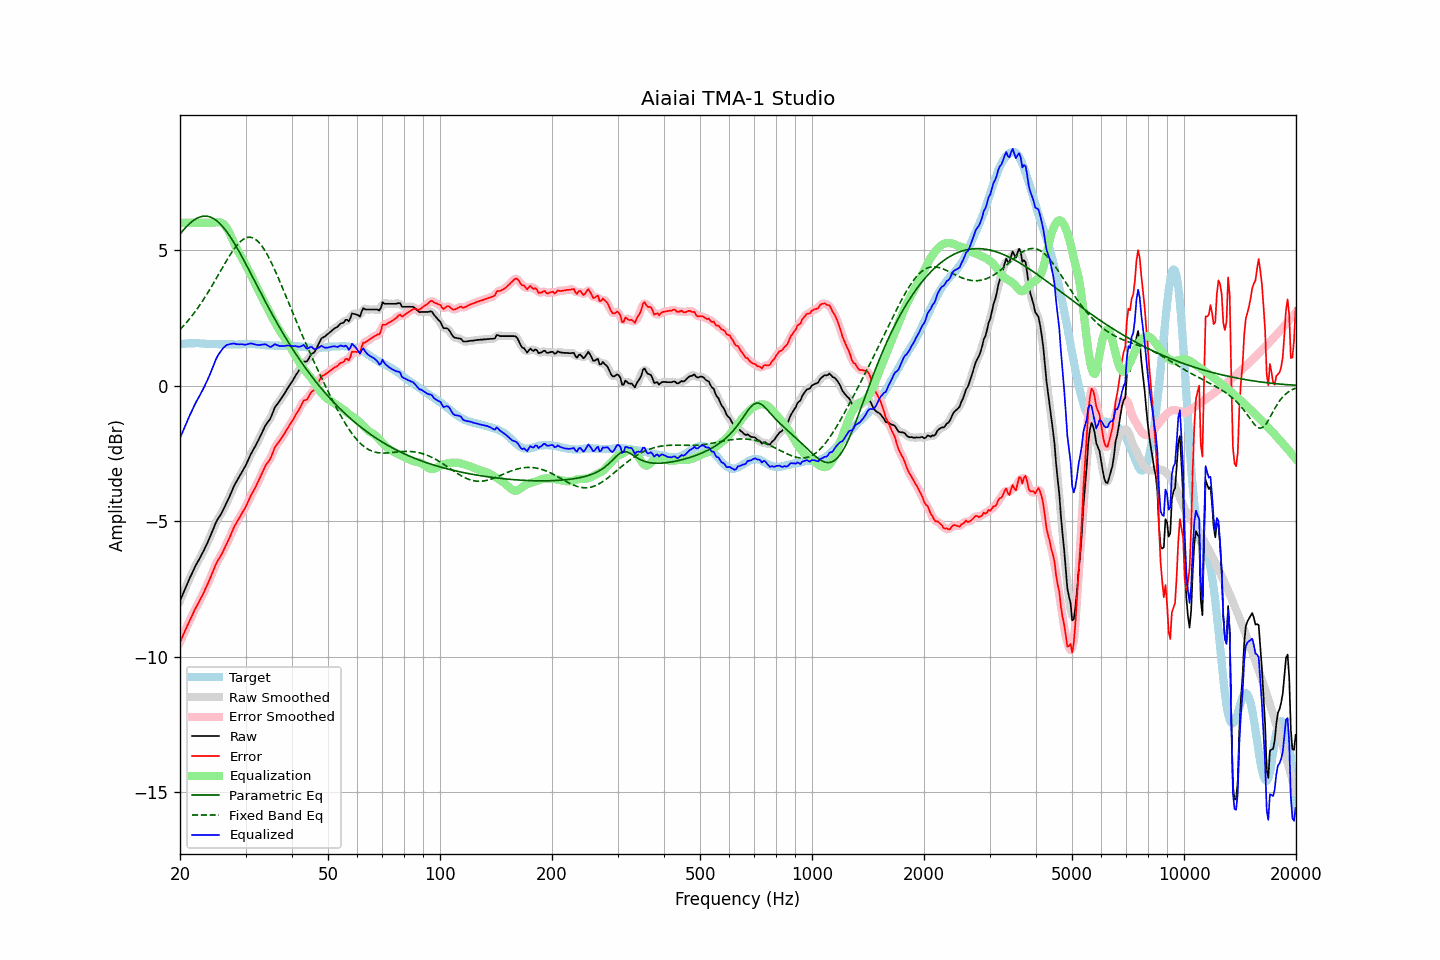 Aiaiai TMA-1 Studio
Amplitude (dBr)
5
0
−5
−10
−15
Target
Raw Smoothed
Error Smoothed
Raw
Error
Equalization
Parametric Eq
Fixed Band Eq
Equalized
20 50 100 200 500 1000 2000 5000 10000 20000
Frequency (Hz)